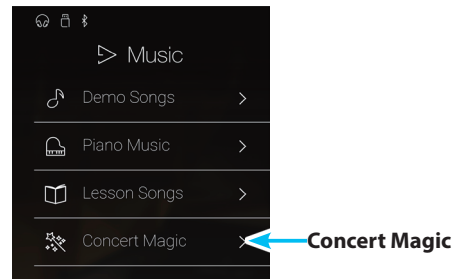 Music
Demo Songs
Piano Music
Lesson Songs
Concert Magic
Concert Magic